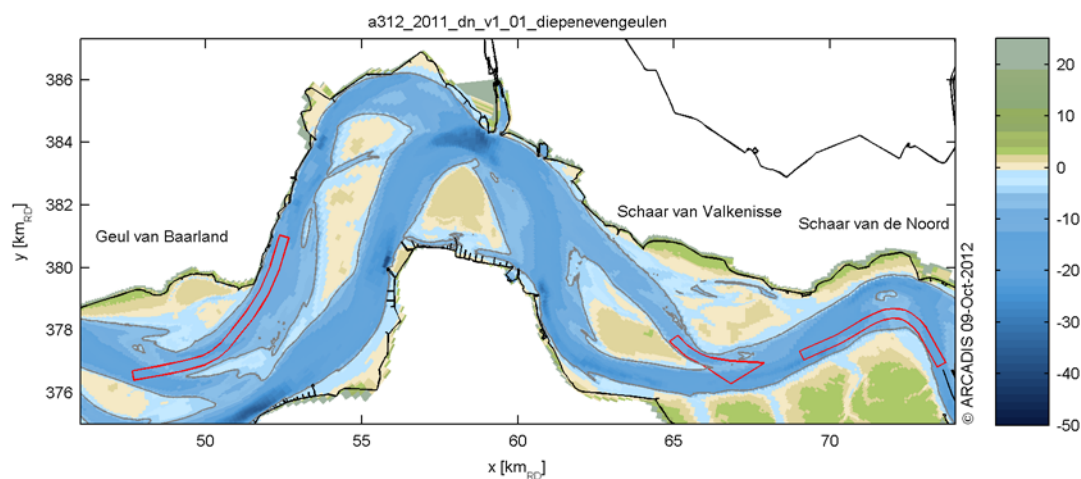 a312_2011_dn_v1_01_diepenevengeulen
386
384
382
380
378
376
y [km_RD]
50
55
60
65
70
x [km_RD]
Geul van Baarland
Schaar van Valkenisse
Schaar van de Noord
© ARCADIS 09-Oct-2012
20
10
0
-10
-20
-30
-40
-50